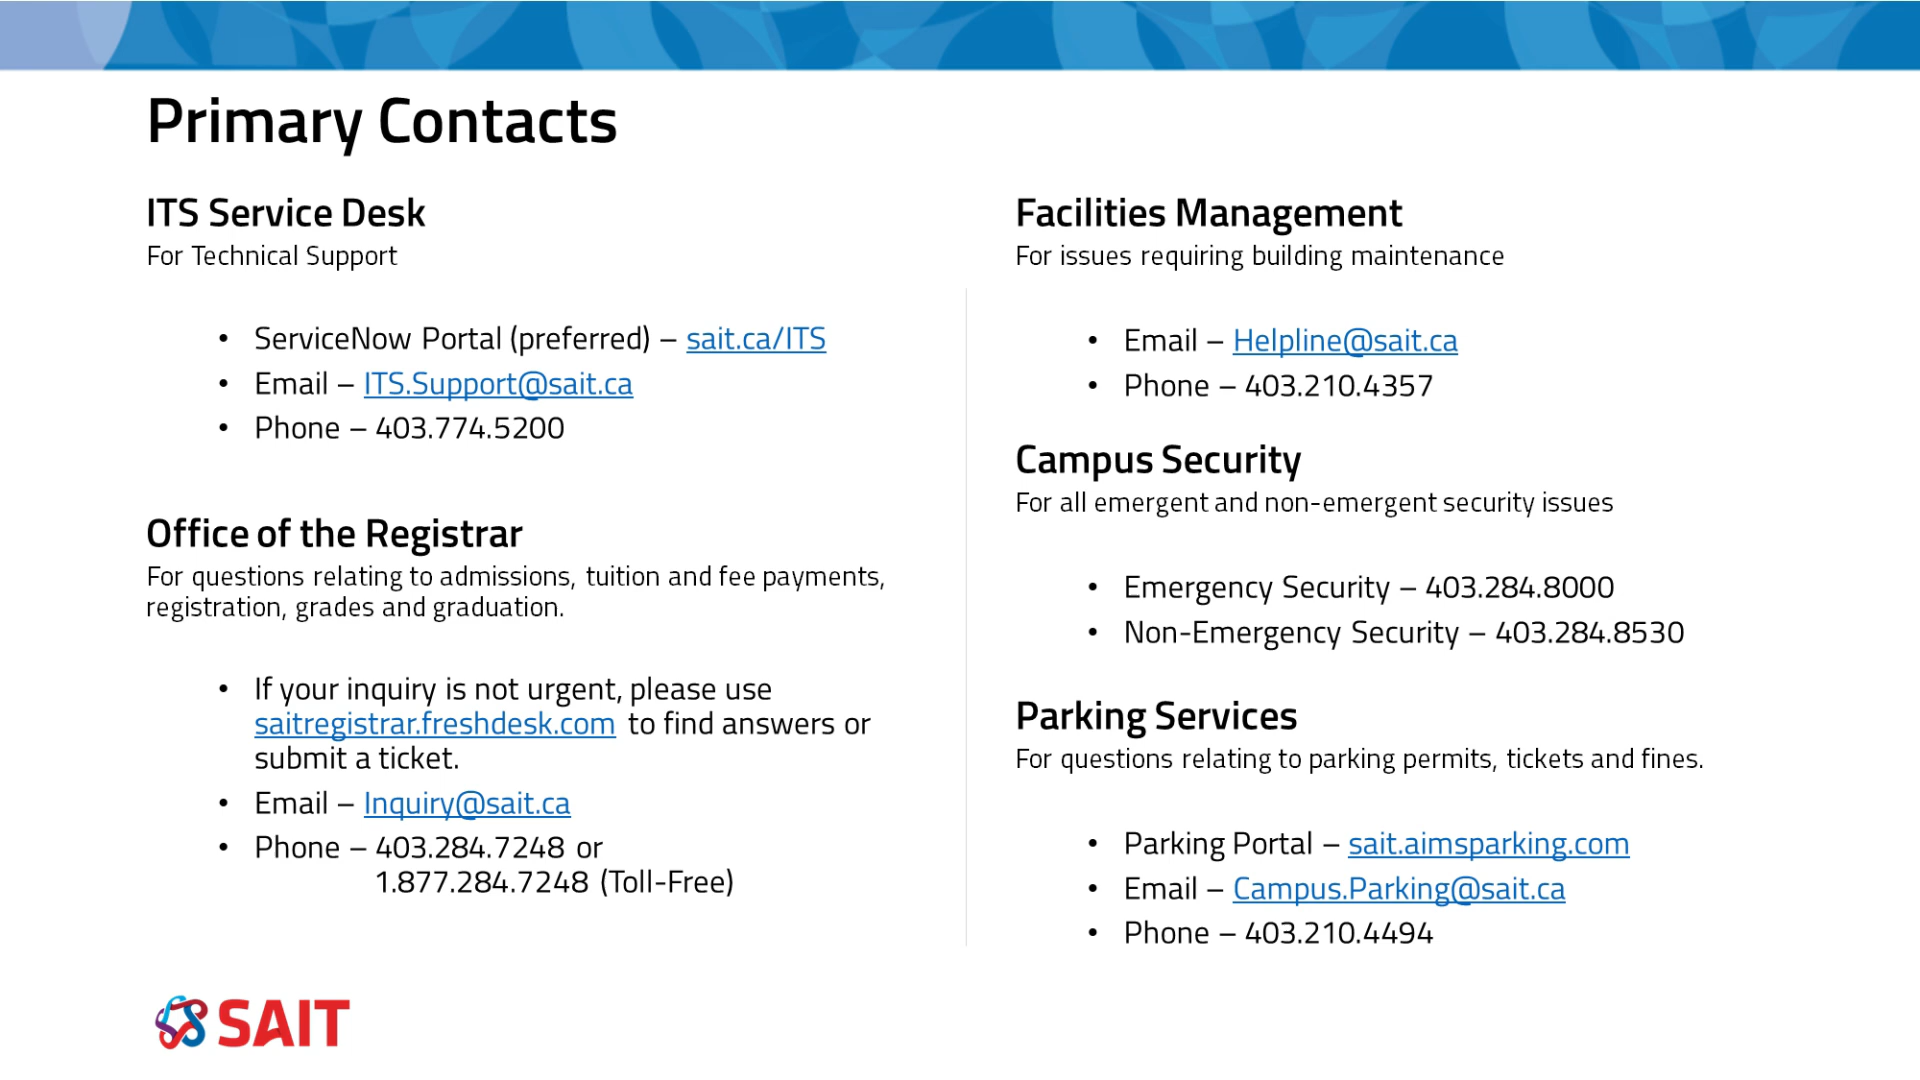 Primary Contacts
ITS Service Desk
For Technical Support
• ServiceNow Portal (preferred) – sait.ca/ITS
• Email – ITS.Support@sait.ca
• Phone – 403.774.5200
Office of the Registrar
For questions relating to admissions, tuition and fee payments,
registration, grades and graduation.
• If your inquiry is not urgent, please use
saitregistrar.freshdesk.com to find answers or
submit a ticket.
• Email – Inquiry@sait.ca
• Phone – 403.284.7248 or
1.877.284.7248 (Toll-Free)
Facilities Management
For issues requiring building maintenance
• Email – Helpline@sait.ca
• Phone – 403.210.4357
Campus Security
For all emergent and non-emergent security issues
• Emergency Security – 403.284.8000
• Non-Emergency Security – 403.284.8530
Parking Services
For questions relating to parking permits, tickets and fines.
• Parking Portal – sait.aimsparking.com
• Email – Campus.Parking@sait.ca
• Phone – 403.210.4494
SAIT